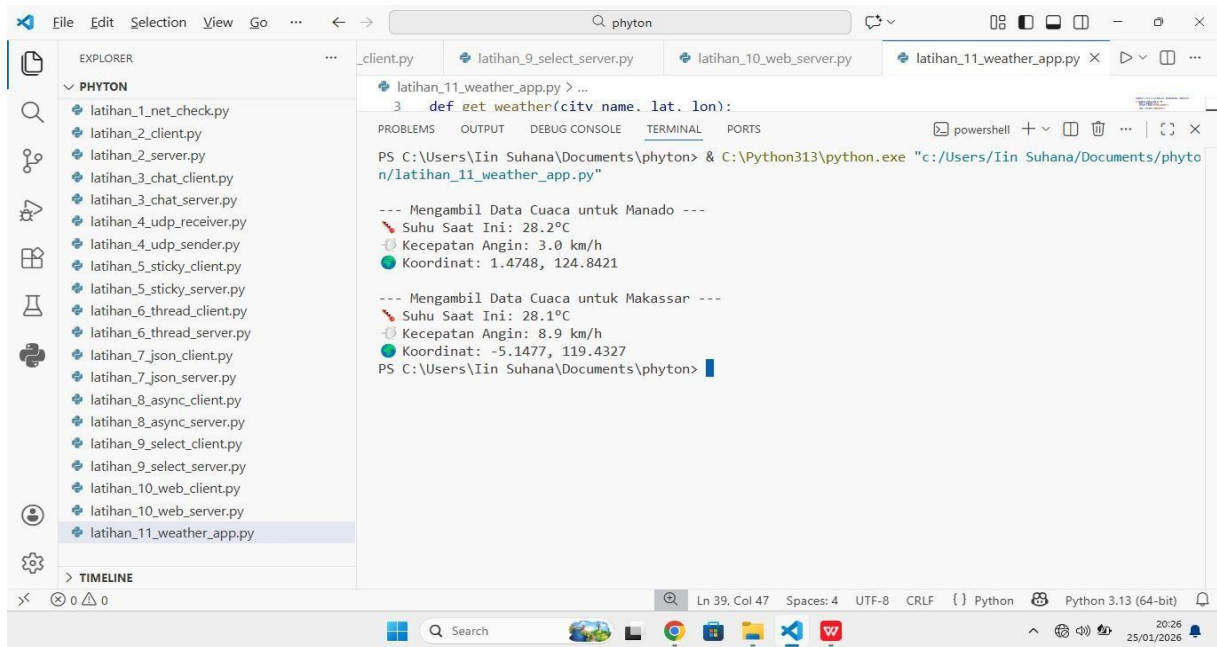 File Edit Selection View Go ··· phyton
EXPLORER ···
PHYTON
latihan_1_net_check.py
latihan_2_client.py
latihan_2_server.py
latihan_3_chat_client.py
latihan_3_chat_server.py
latihan_4_udp_receiver.py
latihan_4_udp_sender.py
latihan_5_sticky_client.py
latihan_5_sticky_server.py
latihan_6_thread_client.py
latihan_6_thread_server.py
latihan_7_json_client.py
latihan_7_json_server.py
latihan_8_async_client.py
latihan_8_async_server.py
latihan_9_select_client.py
latihan_9_select_server.py
latihan_10_web_client.py
latihan_10_web_server.py
latihan_11_weather_app.py
> TIMELINE
_client.py latihan_9_select_server.py latihan_10_web_server.py latihan_11_weather_app.py
latihan_11_weather_app.py > ...
3 def get_weather(city_name, lat, lon):
PROBLEMS OUTPUT DEBUG CONSOLE TERMINAL PORTS powershell
PS C:\Users\Iin Suhana\Documents\phyton> & C:\Python313\python.exe "c:/Users/Iin Suhana/Documents/phyto
n/latihan_11_weather_app.py"
--- Mengambil Data Cuaca untuk Manado ---
Suhu Saat Ini: 28.2°C
Kecepatan Angin: 3.0 km/h
Koordinat: 1.4748, 124.8421
--- Mengambil Data Cuaca untuk Makassar ---
Suhu Saat Ini: 28.1°C
Kecepatan Angin: 8.9 km/h
Koordinat: -5.1477, 119.4327
PS C:\Users\Iin Suhana\Documents\phyton>
0 0 Ln 39, Col 47 Spaces: 4 UTF-8 CRLF { } Python Python 3.13 (64-bit)
Search
20:26
25/01/2026